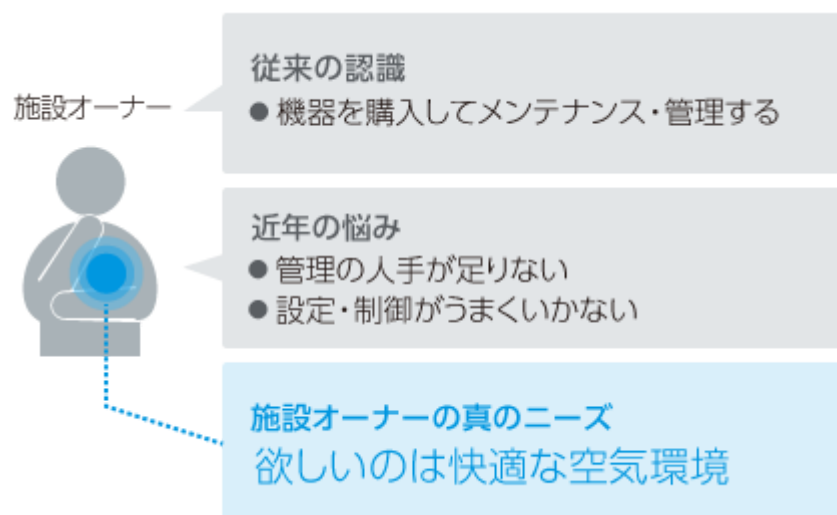 施設オーナー
従来の認識
● 機器を購入してメンテナンス・管理する
近年の悩み
● 管理の人手が足りない
● 設定・制御がうまくいかない
施設オーナーの真のニーズ
欲しいのは快適な空気環境